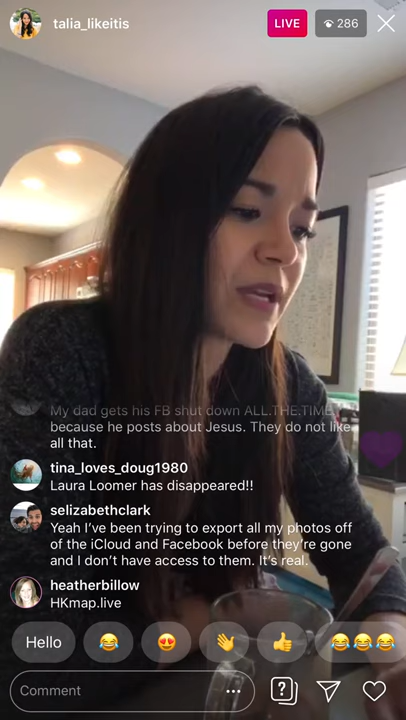 talia_likeitis
LIVE
286
My dad gets his FB shut down ALL.THE.TIME.
because he posts about Jesus. They do not like
all that.
tina_loves_doug1980
Laura Loomer has disappeared!!
selizabethclark
Yeah I’ve been trying to export all my photos off
of the iCloud and Facebook before they’re gone
and I don’t have access to them. It’s real.
heatherbillow
HKmap.live
Hello
Comment